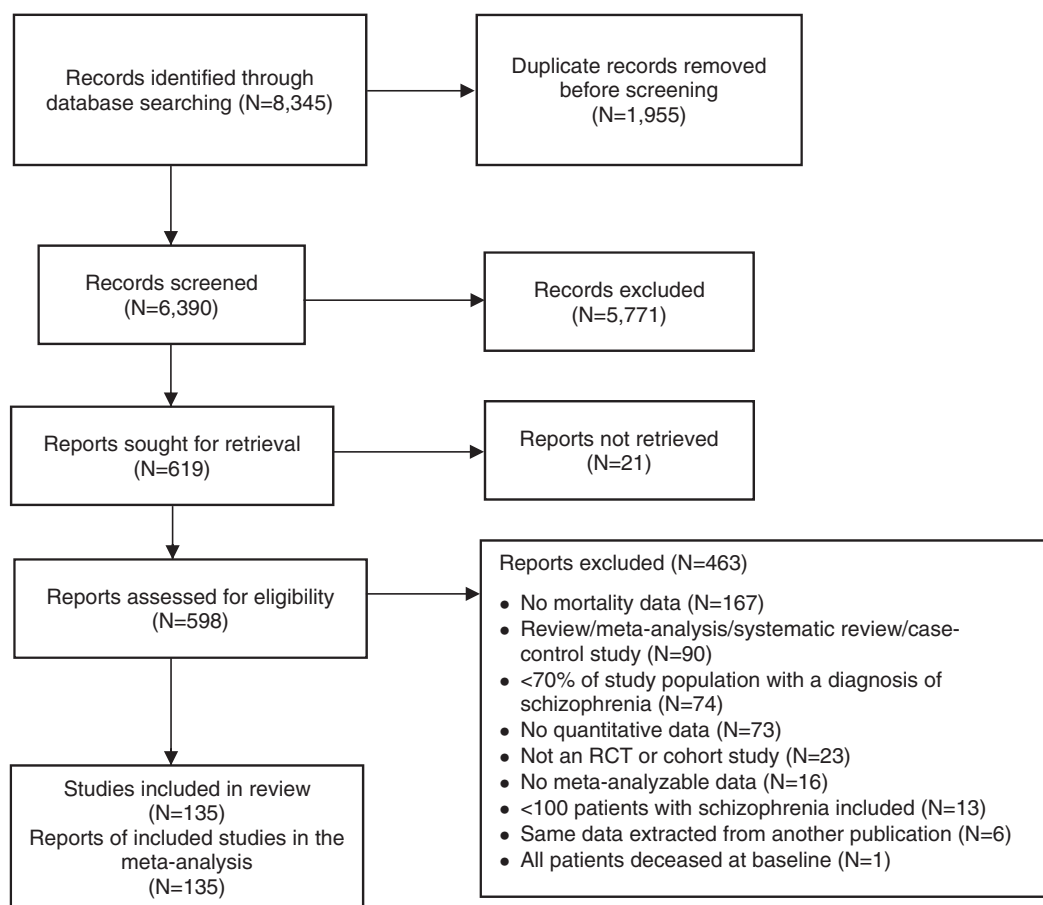 Records identified through
database searching (N=8,345)
Duplicate records removed
before screening
(N=1,955)
Records screened
(N=6,390)
Records excluded
(N=5,771)
Reports sought for retrieval
(N=619)
Reports not retrieved
(N=21)
Reports assessed for eligibility
(N=598)
Reports excluded (N=463)
• No mortality data (N=167)
• Review/meta-analysis/systematic review/case-
control study (N=90)
• <70% of study population with a diagnosis of
schizophrenia (N=74)
• No quantitative data (N=73)
• Not an RCT or cohort study (N=23)
• No meta-analyzable data (N=16)
• <100 patients with schizophrenia included (N=13)
• Same data extracted from another publication (N=6)
• All patients deceased at baseline (N=1)
Studies included in review
(N=135)
Reports of included studies in the
meta-analysis
(N=135)